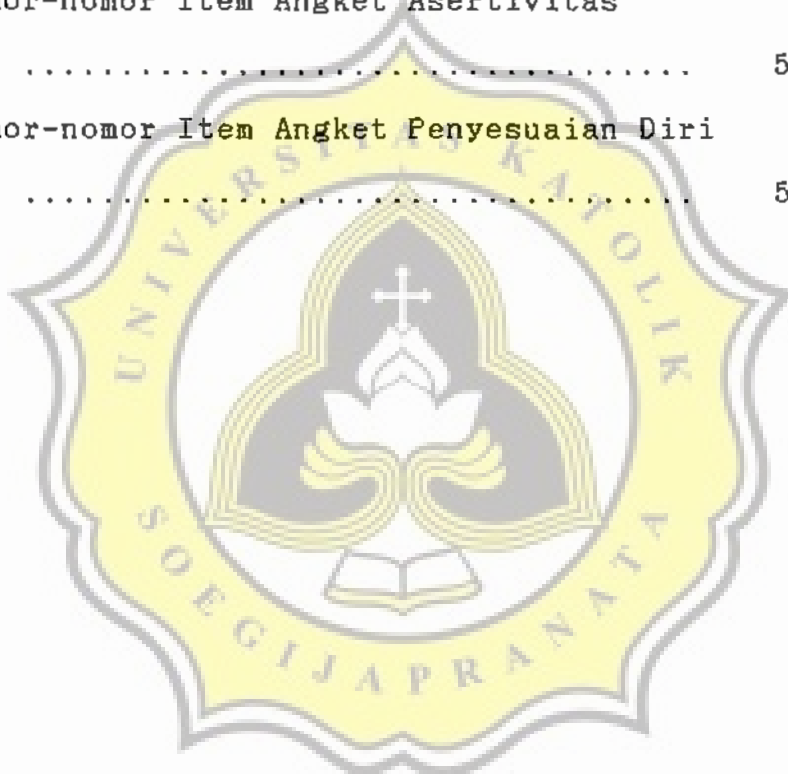 or-nomor Item Angket Asertivitas
....................................... 5
or-nomor Item Angket Penyesuaian Diri
....................................... 5
UNIVERSITAS KATOLIK
SOEGIJAPRANATA